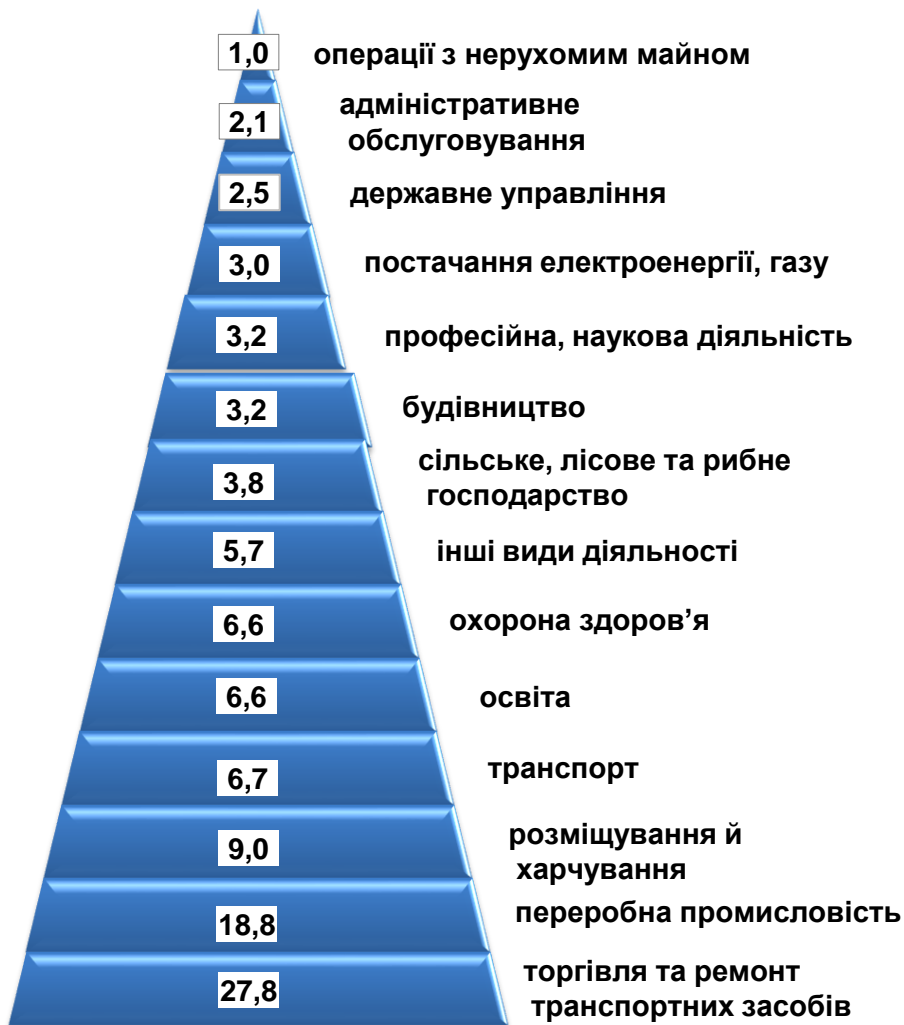 1,0 операції з нерухомим майном
адміністративне
2,1
обслуговування
2,5 державне управління
3,0 постачання електроенергії, газу
3,2 професійна, наукова діяльність
3,2 будівництво
сільське, лісове та рибне
3,8
господарство
5,7 інші види діяльності
6,6 охорона здоров’я
6,6 освіта
6,7 транспорт
розміщування й
9,0
харчування
18,8 переробна промисловість
торгівля та ремонт
27,8
транспортних засобів